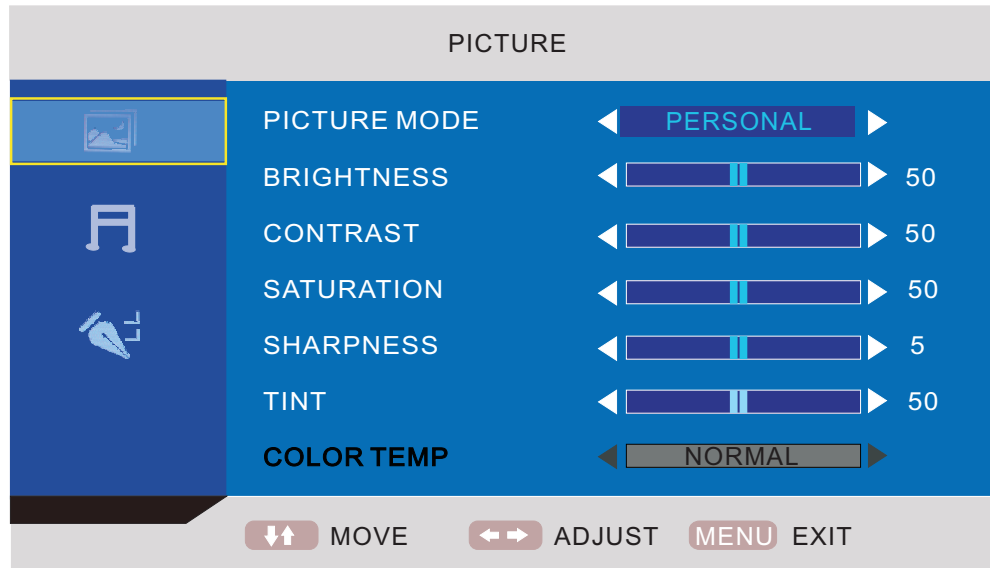 PICTURE
PICTURE MODE PERSONAL
BRIGHTNESS 50
CONTRAST 50
SATURATION 50
SHARPNESS 5
TINT 50
COLOR TEMP NORMAL
MOVE ADJUST MENU EXIT